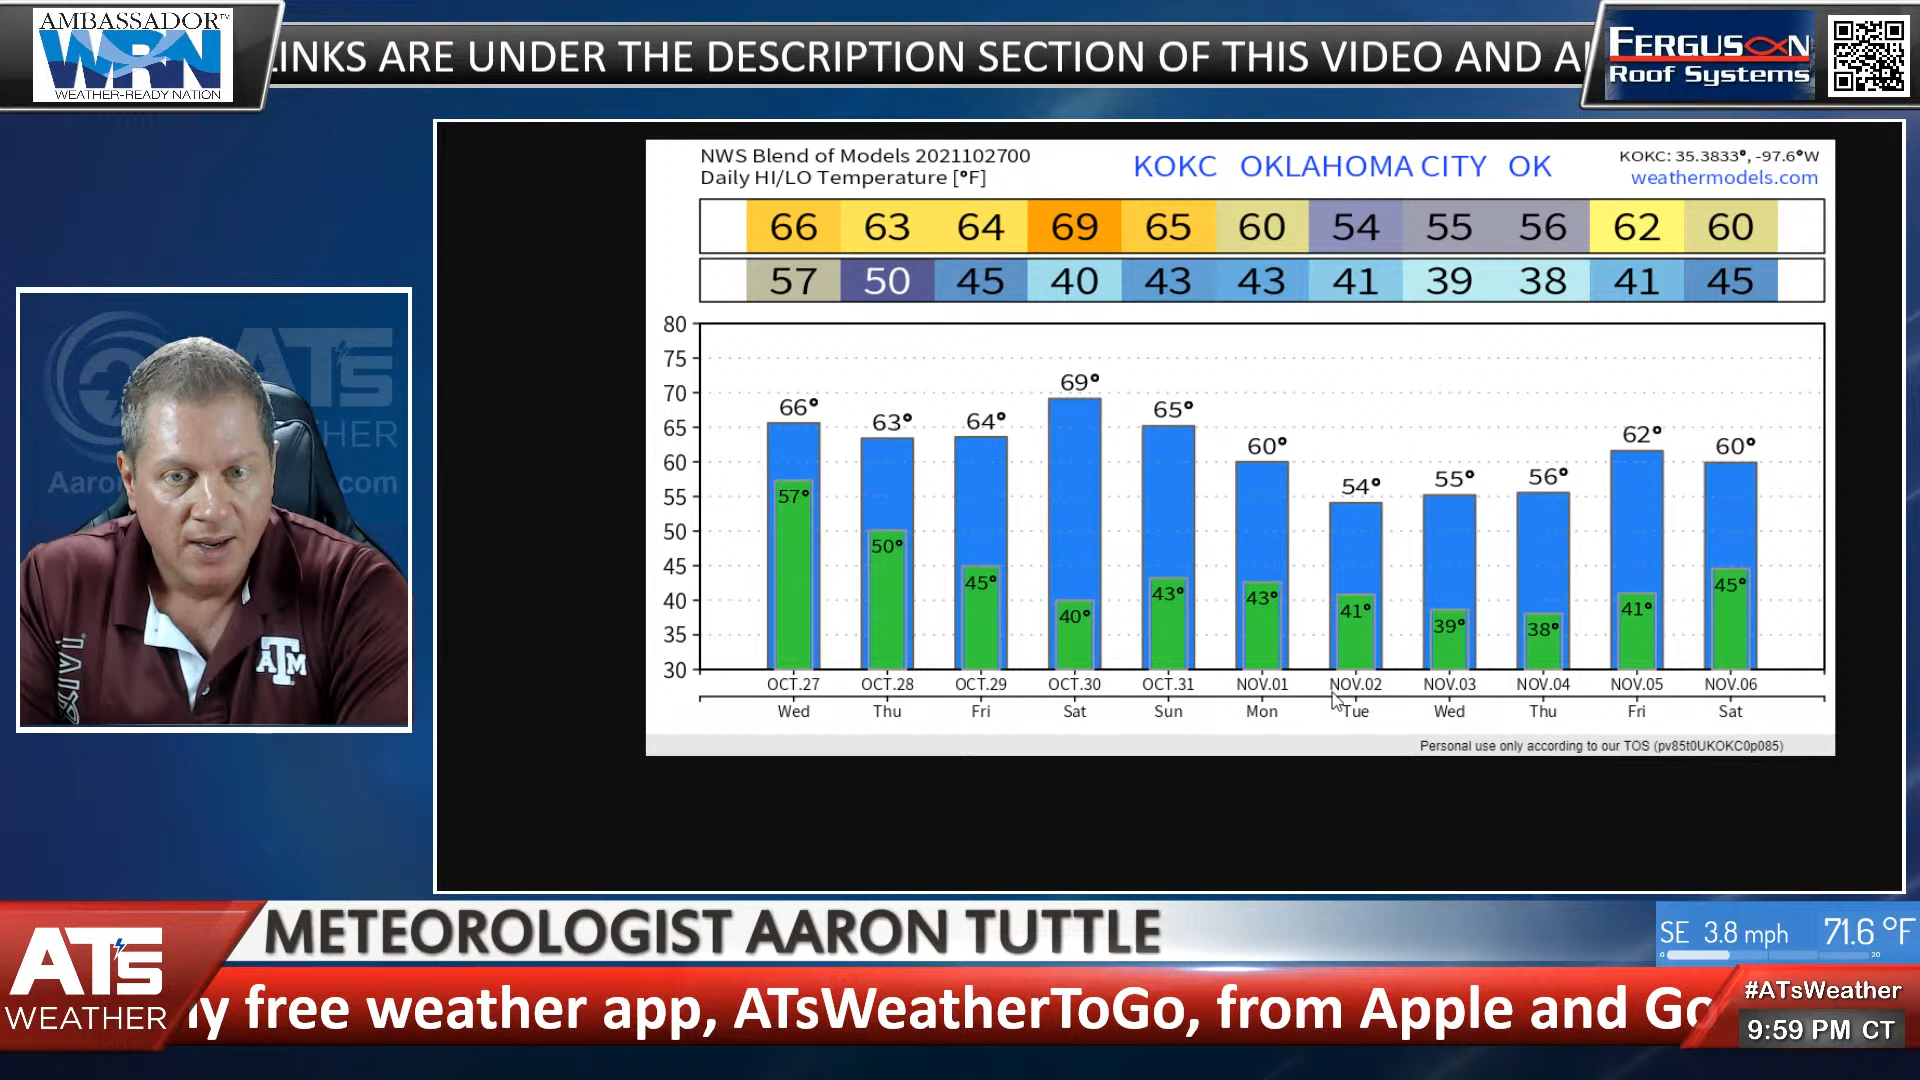 AMBASSADOR™
WRN
WEATHER-READY NATION
LINKS ARE UNDER THE DESCRIPTION SECTION OF THIS VIDEO AND A
FERGUSON
Roof Systems
NWS Blend of Models 2021102700
Daily HI/LO Temperature [°F]
KOKC OKLAHOMA CITY OK
KOKC: 35.3833°, -97.6°W
weathermodels.com
66 63 64 69 65 60 54 55 56 62 60
57 50 45 40 43 43 41 39 38 41 45
80
75
70
65
60
55
50
45
40
35
30
66° 63° 64° 69° 65° 60° 54° 55° 56° 62° 60°
57° 50° 45° 40° 43° 43° 41° 39° 38° 41° 45°
OCT.27 OCT.28 OCT.29 OCT.30 OCT.31 NOV.01 NOV.02 NOV.03 NOV.04 NOV.05 NOV.06
Wed Thu Fri Sat Sun Mon Tue Wed Thu Fri Sat
Personal use only according to our TOS (pv85t0UKOKC0p085)
ATs
HER
Aaro
.com
ATM
METEOROLOGIST AARON TUTTLE
SE 3.8 mph 71.6 °F
0 20
ATs
WEATHER
y free weather app, ATsWeatherToGo, from Apple and Go
#ATsWeather
9:59 PM CT